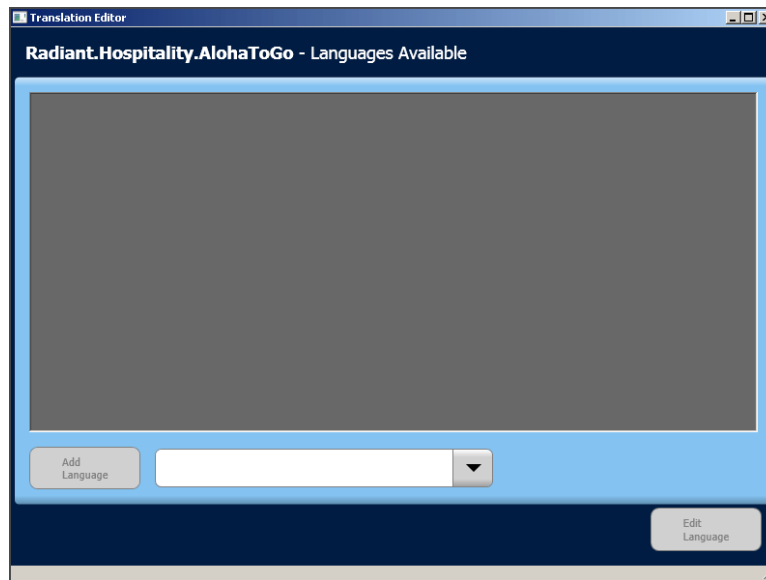 Translation Editor
Radiant.Hospitality.AlohaToGo - Languages Available
Add
Language
Edit
Language